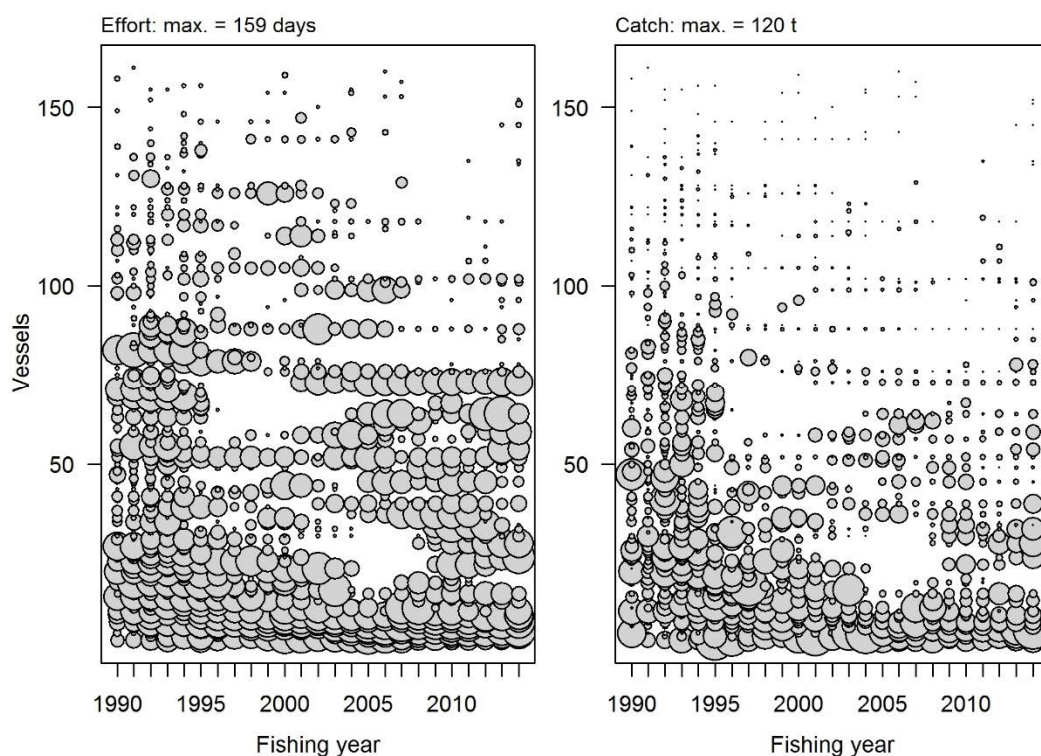 Effort: max. = 159 days
Vessels
150
100
50
1990 1995 2000 2005 2010
Fishing year
Catch: max. = 120 t
150
100
50
1990 1995 2000 2005 2010
Fishing year